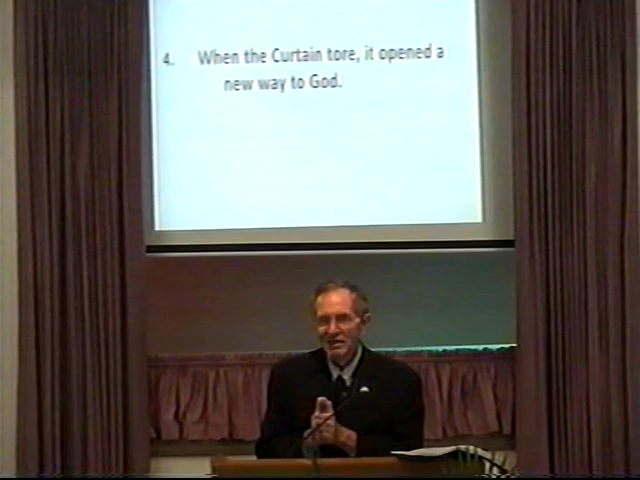 4. When the Curtain tore, it opened a
new way to God.